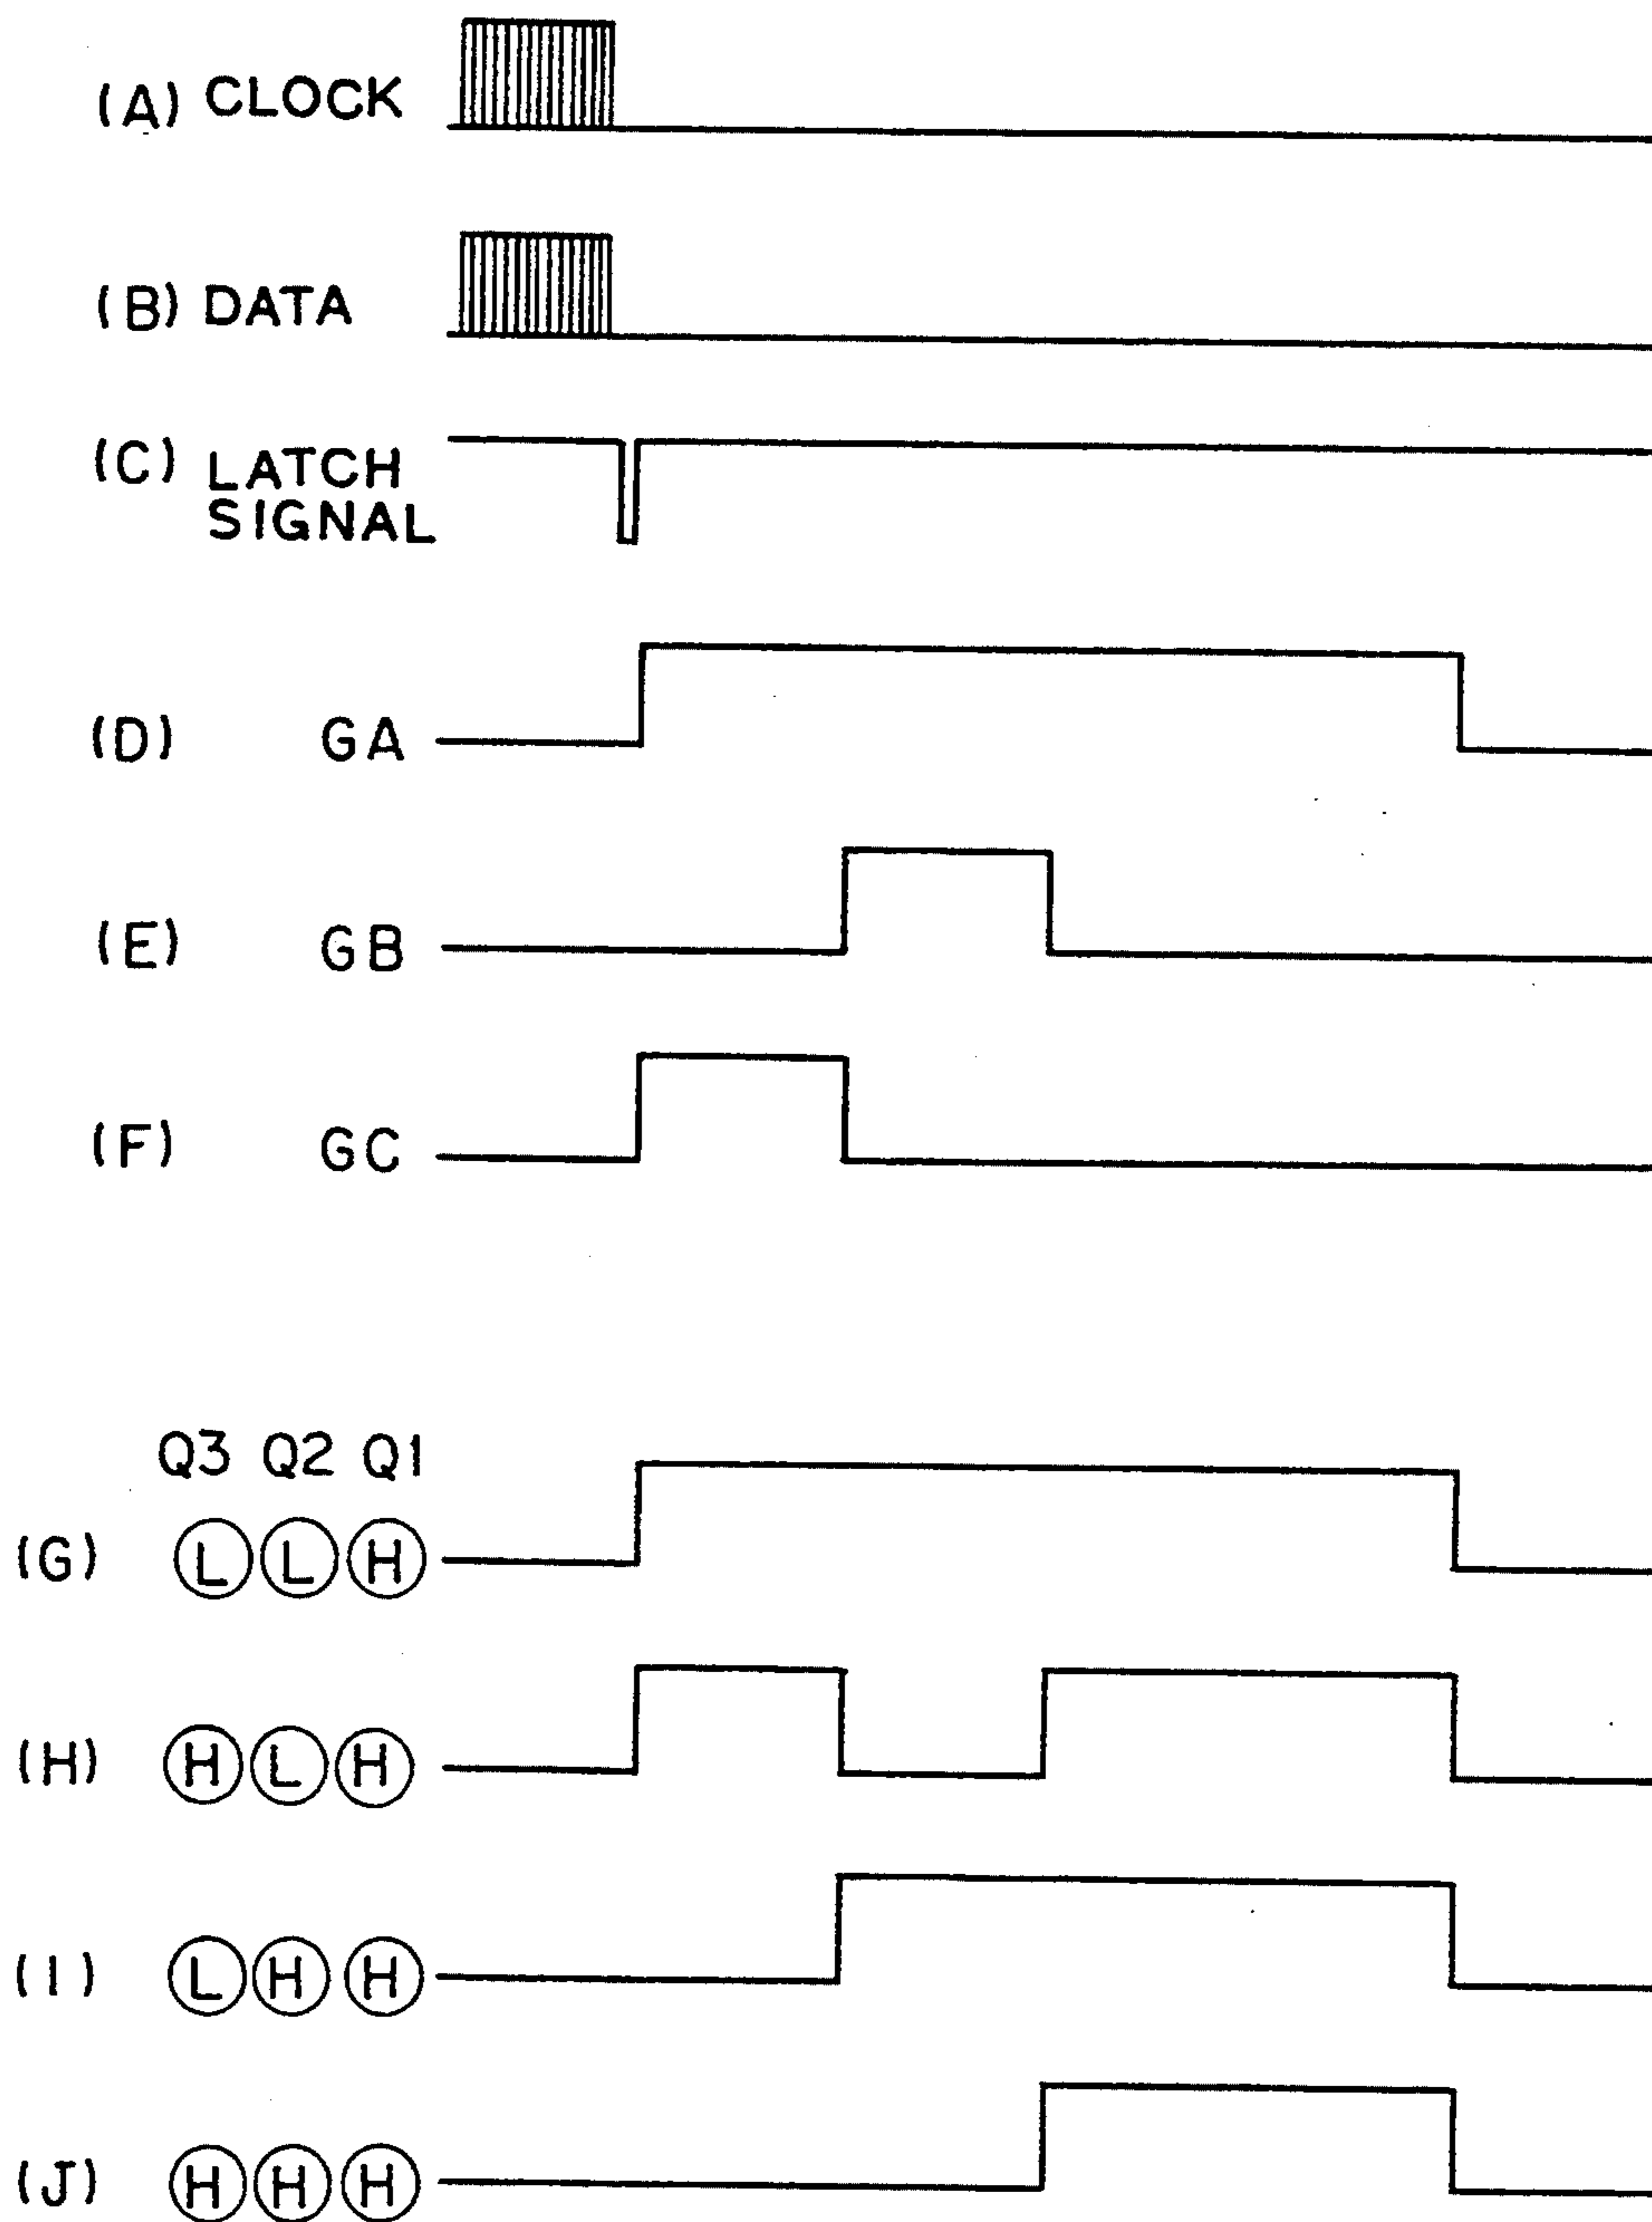 (A) CLOCK
(B) DATA
(C) LATCH
SIGNAL
(D) GA
(E) GB
(F) GC
Q3 Q2 Q1
(G) L L H
(H) H L H
(I) L H H
(J) H H H